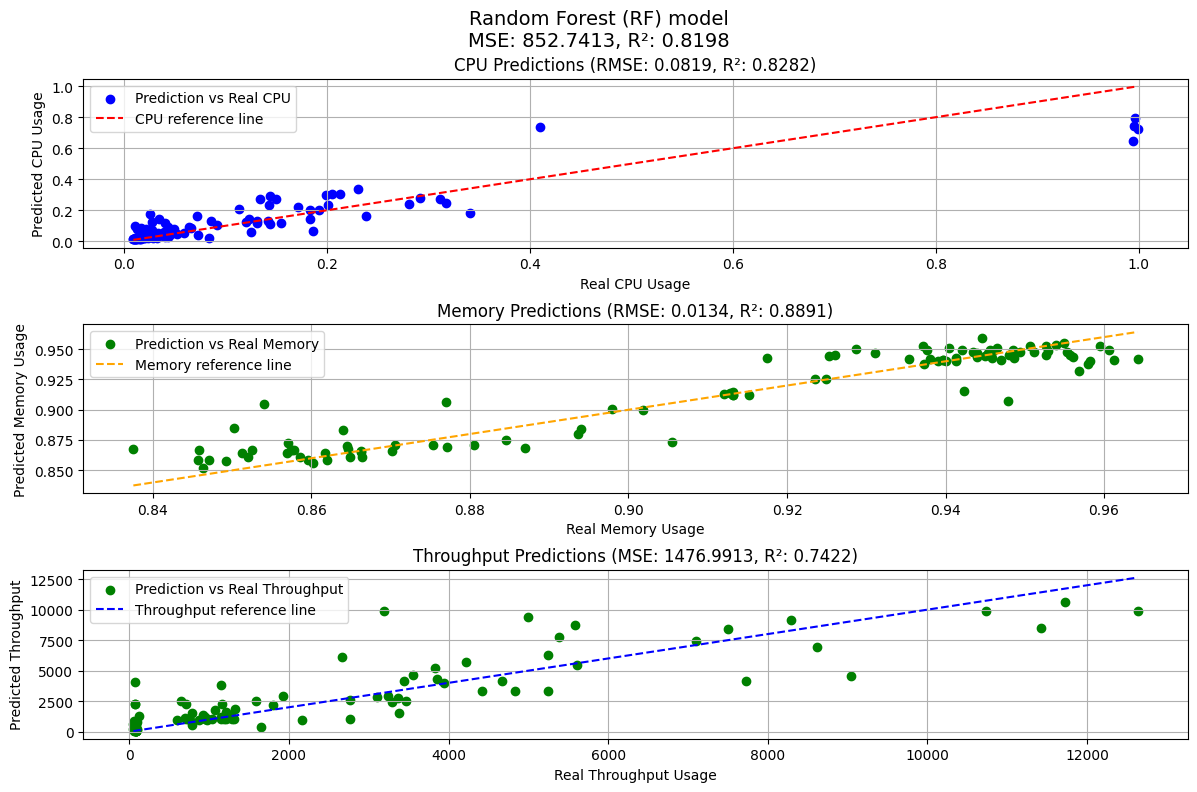 Random Forest (RF) model
MSE: 852.7413, R²: 0.8198
CPU Predictions (RMSE: 0.0819, R²: 0.8282)
Predicted CPU Usage
1.0
0.8
0.6
0.4
0.2
0.0
Prediction vs Real CPU
CPU reference line
0.0 0.2 0.4 0.6 0.8 1.0
Real CPU Usage
Memory Predictions (RMSE: 0.0134, R²: 0.8891)
Predicted Memory Usage
0.950
0.925
0.900
0.875
0.850
Prediction vs Real Memory
Memory reference line
0.84 0.86 0.88 0.90 0.92 0.94 0.96
Real Memory Usage
Throughput Predictions (MSE: 1476.9913, R²: 0.7422)
Predicted Throughput
12500
10000
7500
5000
2500
0
Prediction vs Real Throughput
Throughput reference line
0 2000 4000 6000 8000 10000 12000
Real Throughput Usage